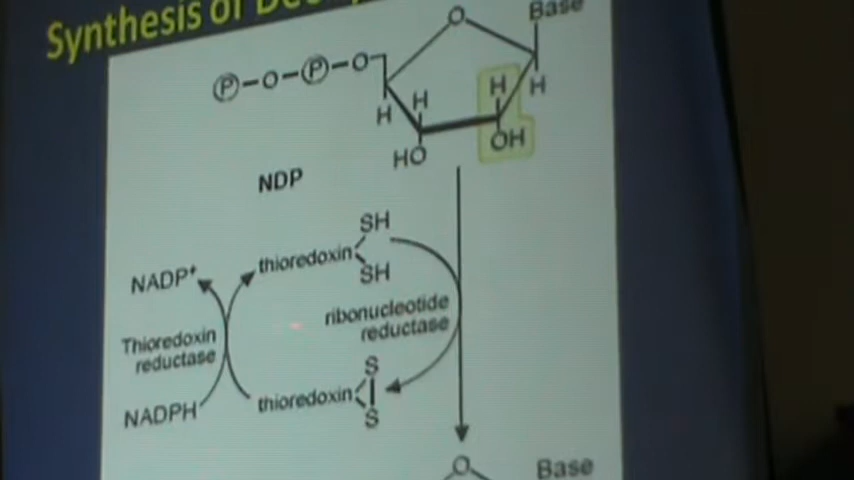 Synthesis of
Base
P-O-P-O
H H H H
HO OH
NDP
SH
thioredoxin
SH
NADP+
ribonucleotide
reductase
Thioredoxin
reductase
S
thioredoxin
S
NADPH
O
O Base